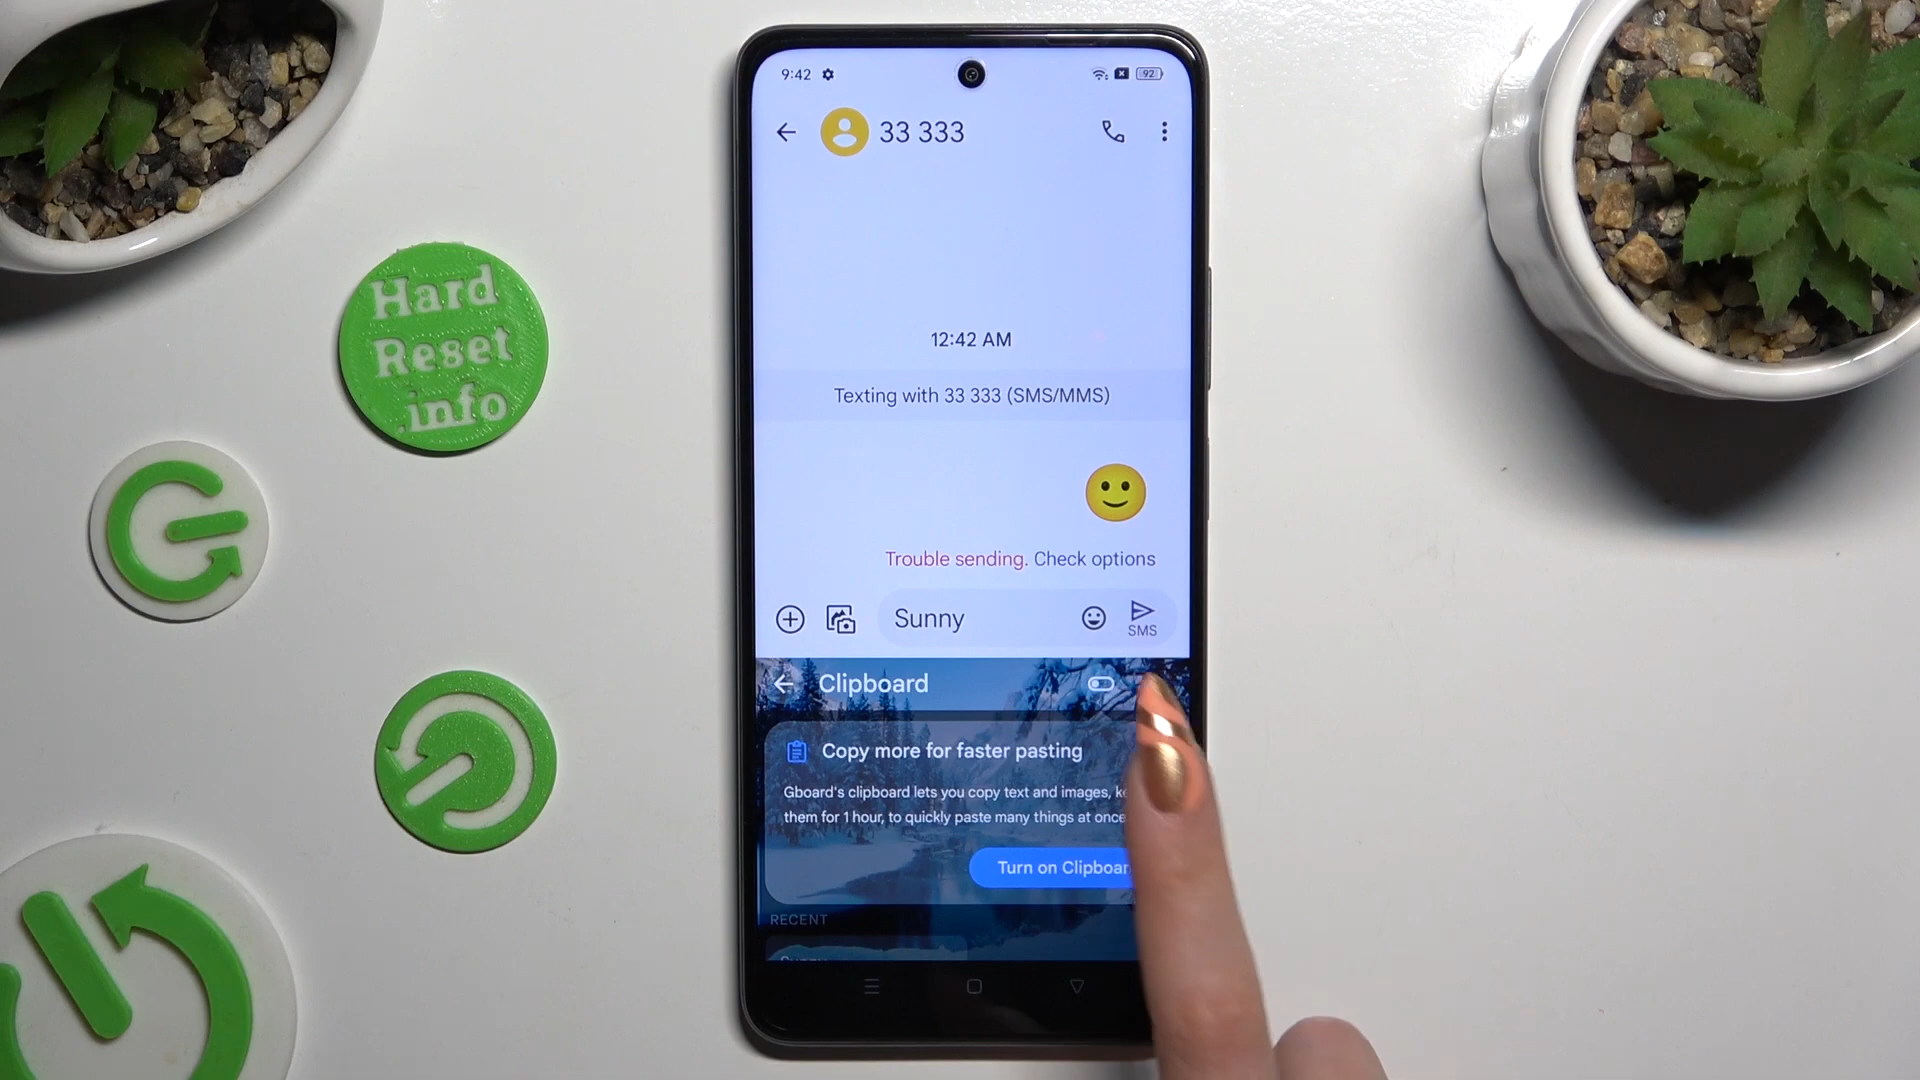 Hard
Reset
.info
9:42
92
33 333
12:42 AM
Texting with 33 333 (SMS/MMS)
Trouble sending. Check options
Sunny
SMS
Clipboard
Copy more for faster pasting
Gboard's clipboard lets you copy text and images,
them for 1 hour, to quickly paste many things at once
Turn on
RECENT